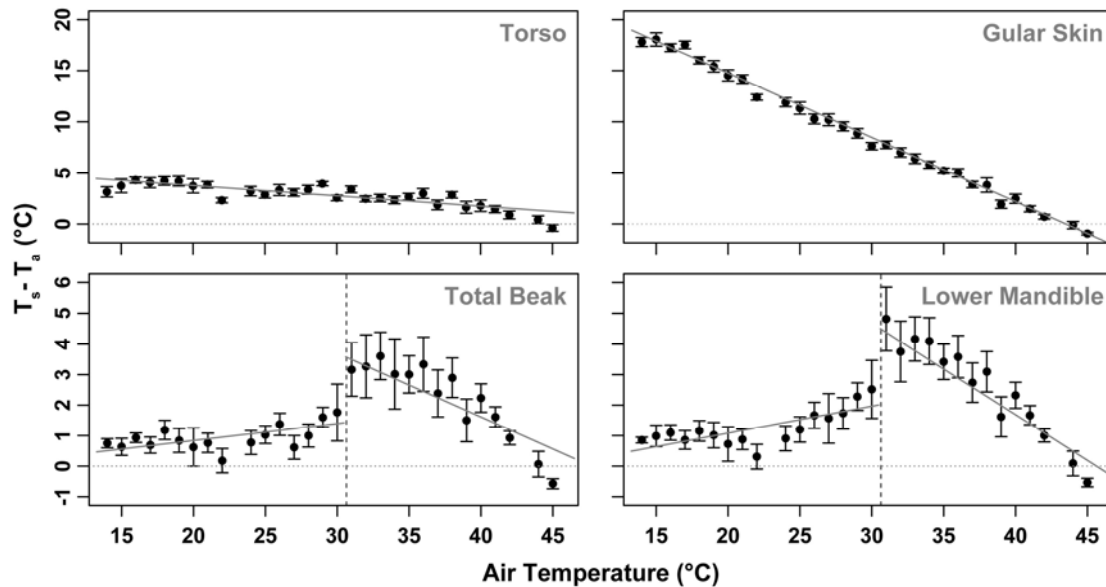 Torso
Gular Skin
20
15
10
5
0
Total Beak
Lower Mandible
6
5
4
3
2
1
0
-1
Tₛ - Tₐ (°C)
15 20 25 30 35 40 45
15 20 25 30 35 40 45
Air Temperature (°C)